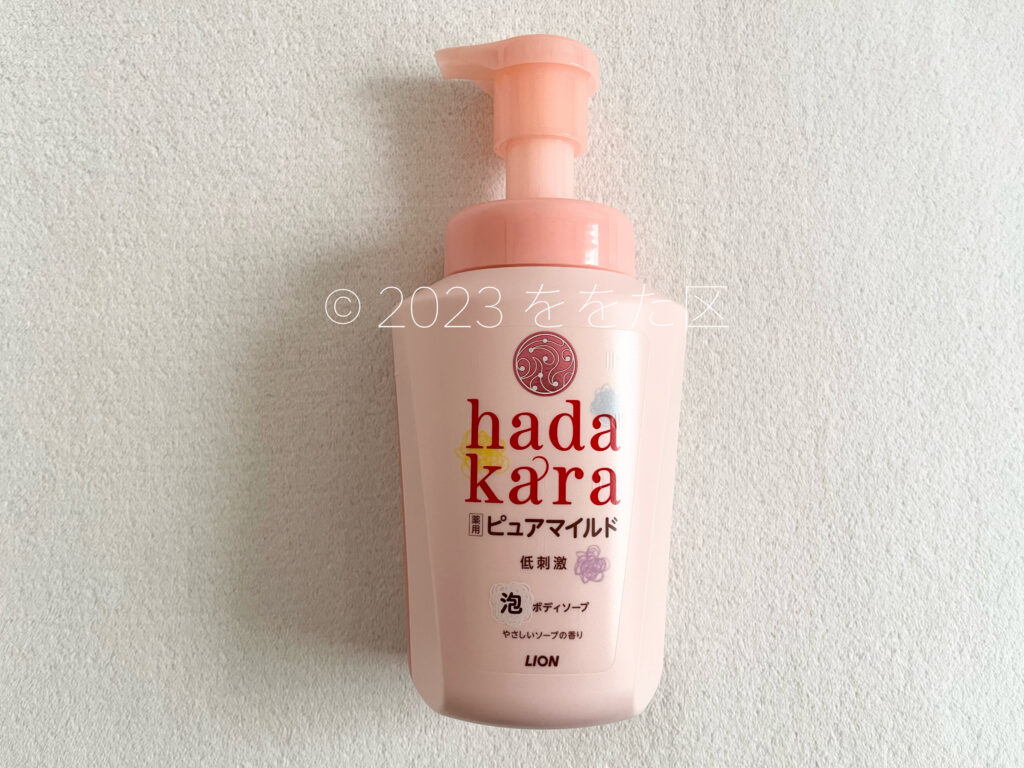 © 2023 ををた区
hada
kara
薬用 ピュアマイルド
低刺激
泡 ボディソープ
やさしいソープの香り
LION